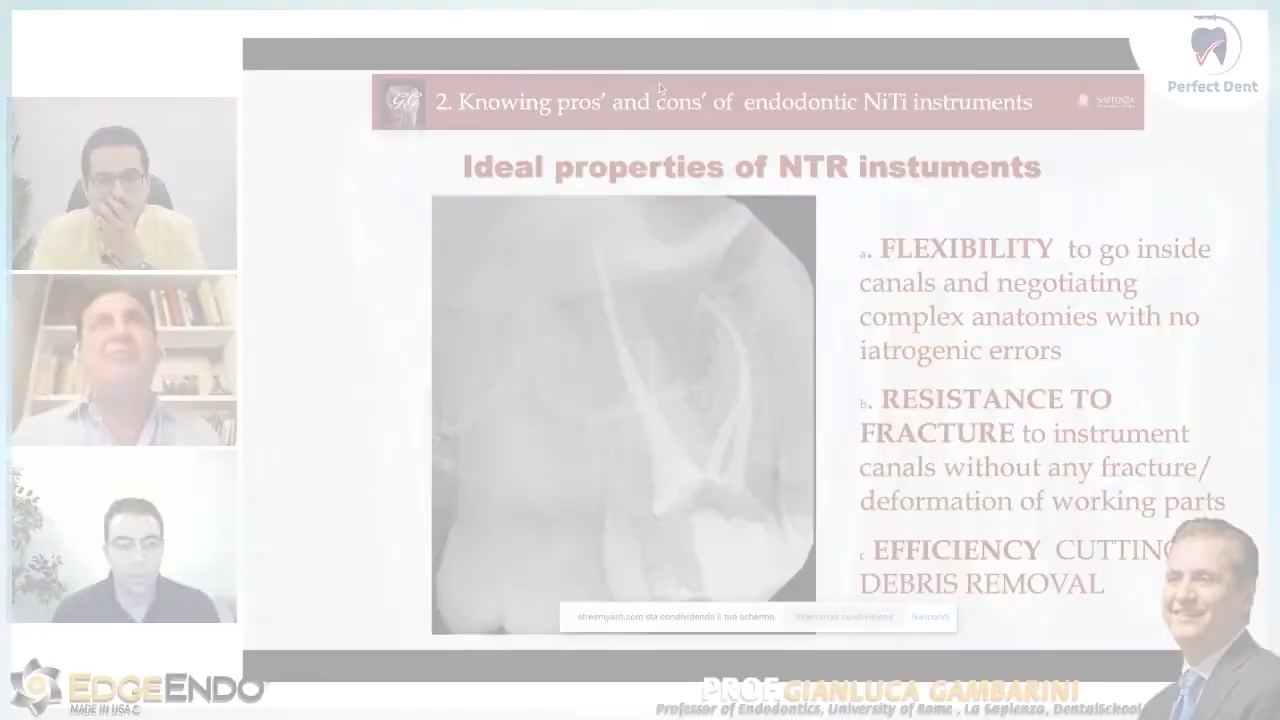 Perfect Dent
GG
2. Knowing pros' and cons' of endodontic NiTi instruments
SAPIENZA
Ideal properties of NTR instuments
a. FLEXIBILITY to go inside
canals and negotiating
complex anatomies with no
iatrogenic errors
b. RESISTANCE TO
FRACTURE to instrument
canals without any fracture/
deformation of working parts
c EFFICIENCY CUTTING
DEBRIS REMOVAL
streamyard.com sta condividendo il tuo schermo.
Interrompi condivisione
Nascondi
EDGEENDO
MADE IN USA
PROF.GIANLUCA GAMBARINI
Professor of Endodontics, University of Rome , La Sapienza, DentalSchool